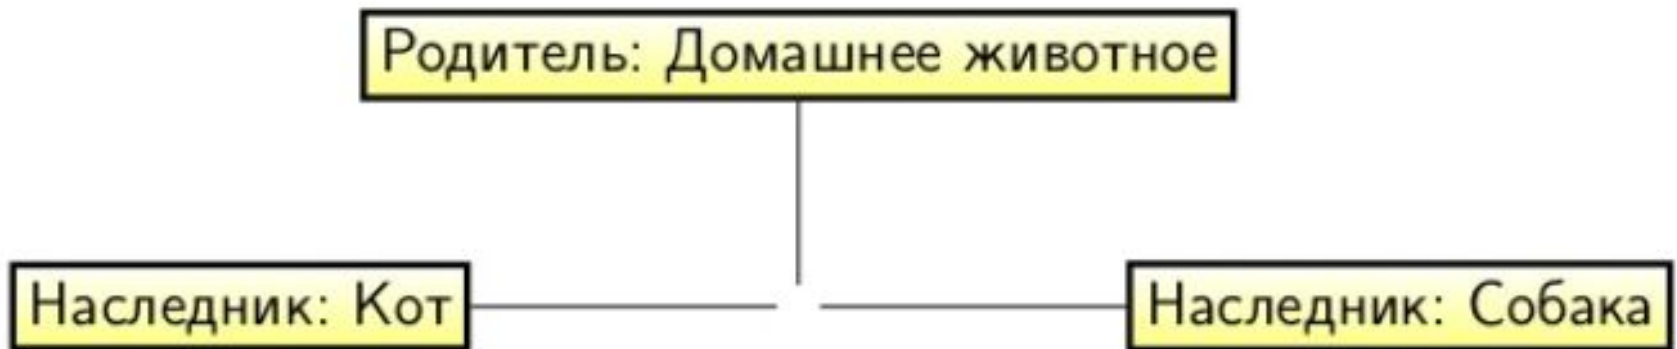 Родитель: Домашнее животное
Наследник: Кот
Наследник: Собака